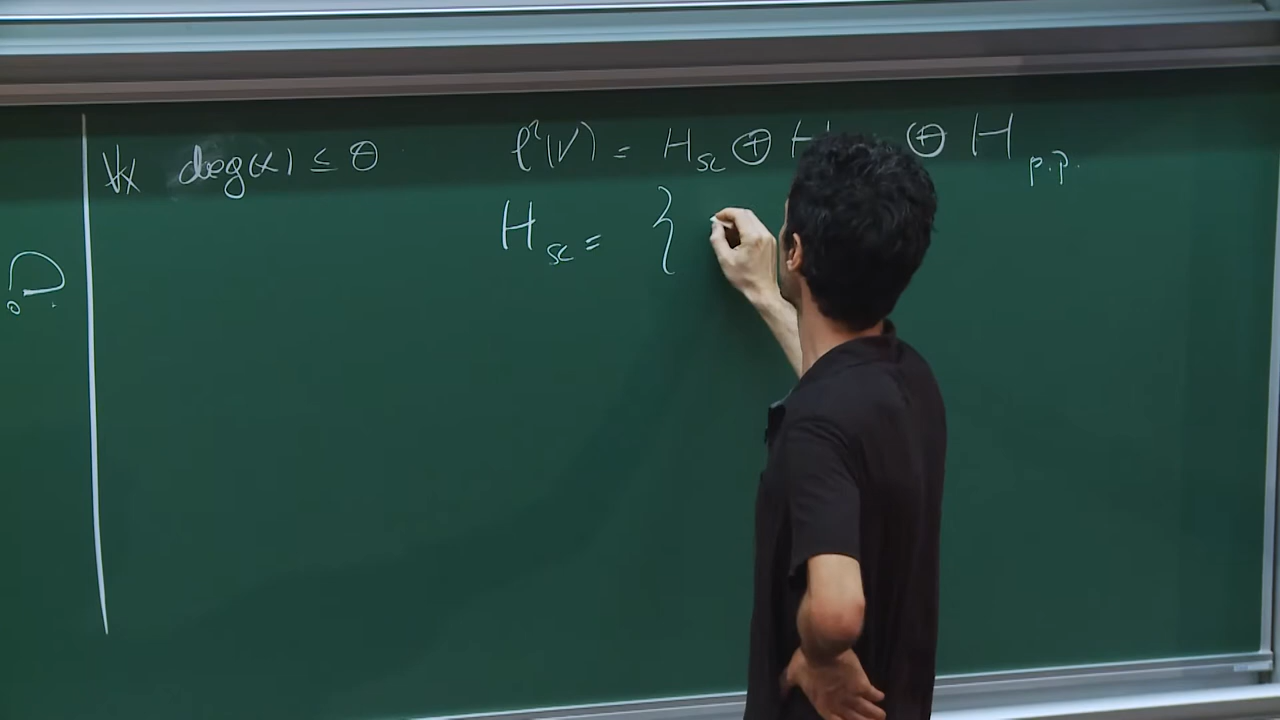 ∀x deg(x) ≤ Θ
ℓ²(V) = H_sc ⊕ H ⊕ H_p.p.
H_sc = {